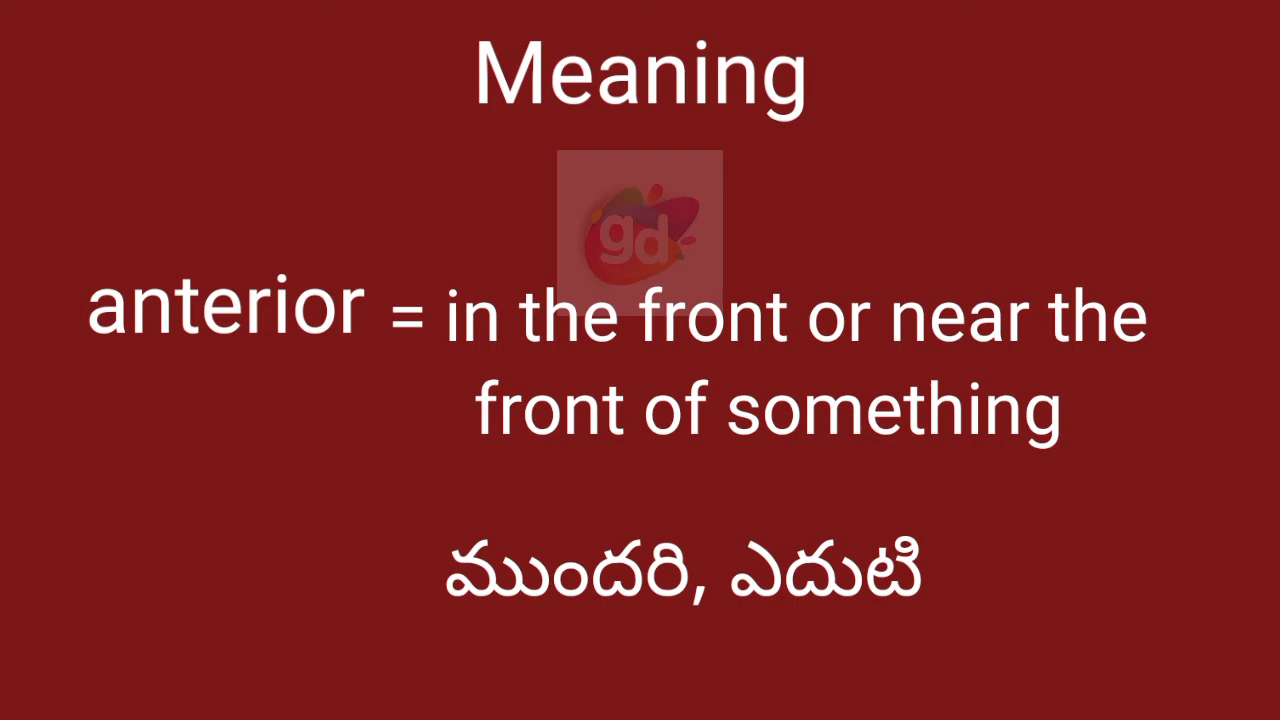 Meaning
gd
anterior = in the front or near the
front of something
ముందరి, ఎదుటి